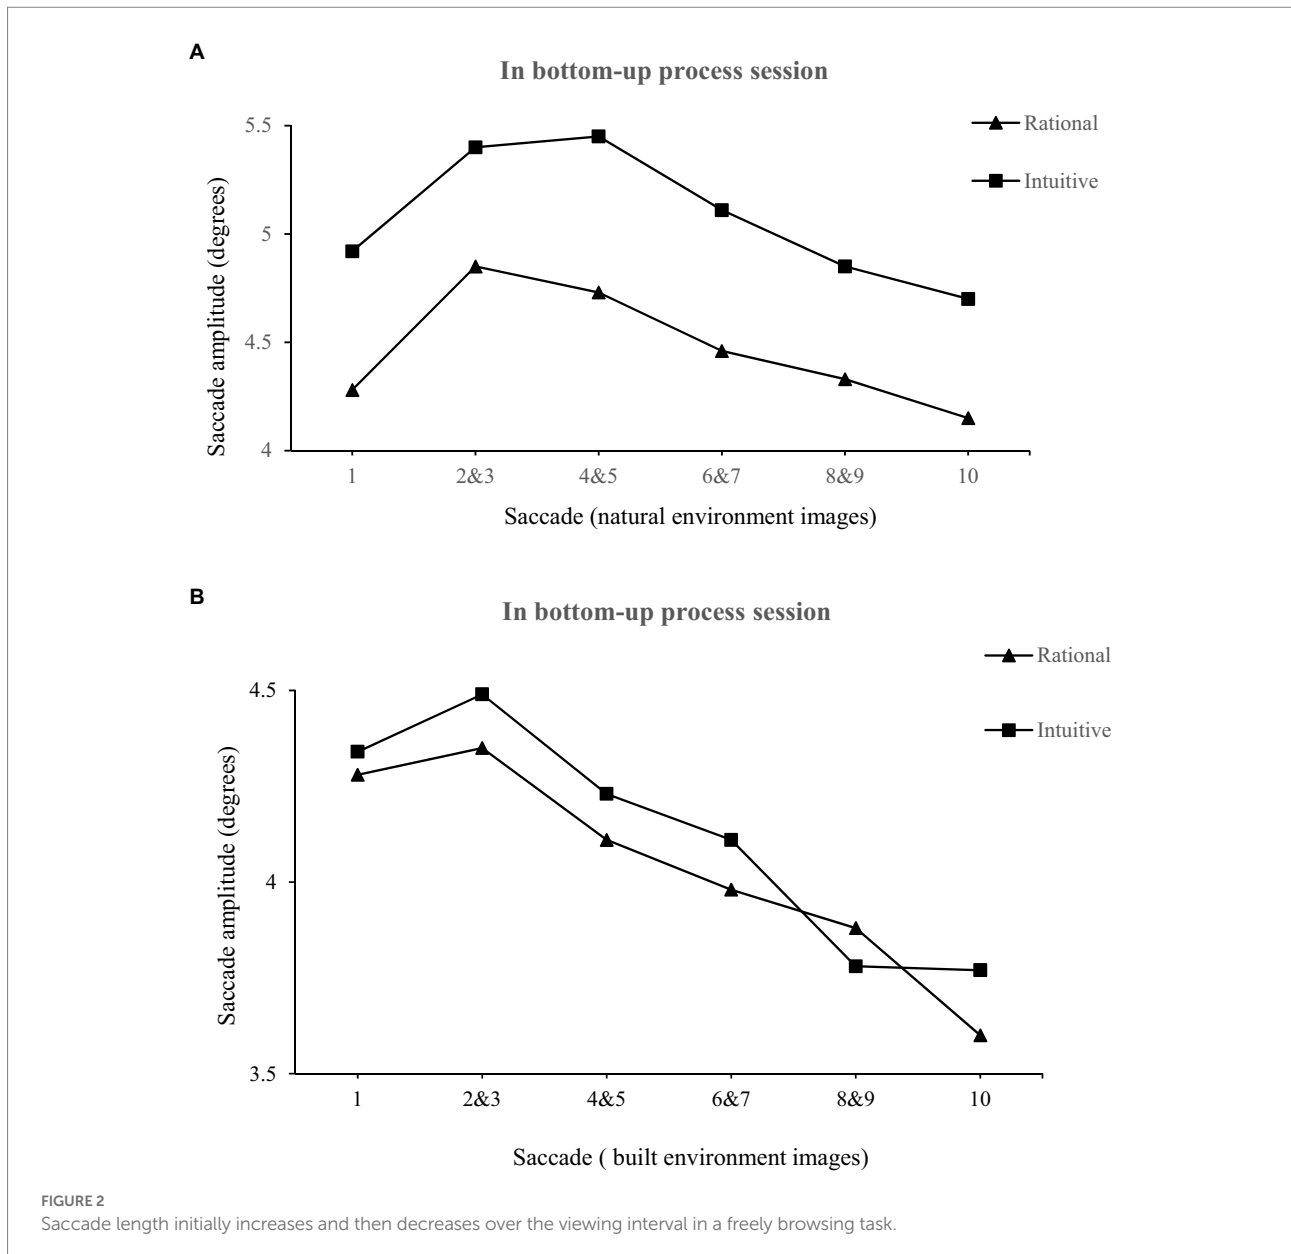 A
In bottom-up process session
Rational
Intuitive
Saccade amplitude (degrees)
5.5
5
4.5
4
1 2&3 4&5 6&7 8&9 10
Saccade (natural environment images)
B
In bottom-up process session
Rational
Intuitive
Saccade amplitude (degrees)
4.5
4
3.5
1 2&3 4&5 6&7 8&9 10
Saccade ( built environment images)
FIGURE 2
Saccade length initially increases and then decreases over the viewing interval in a freely browsing task.